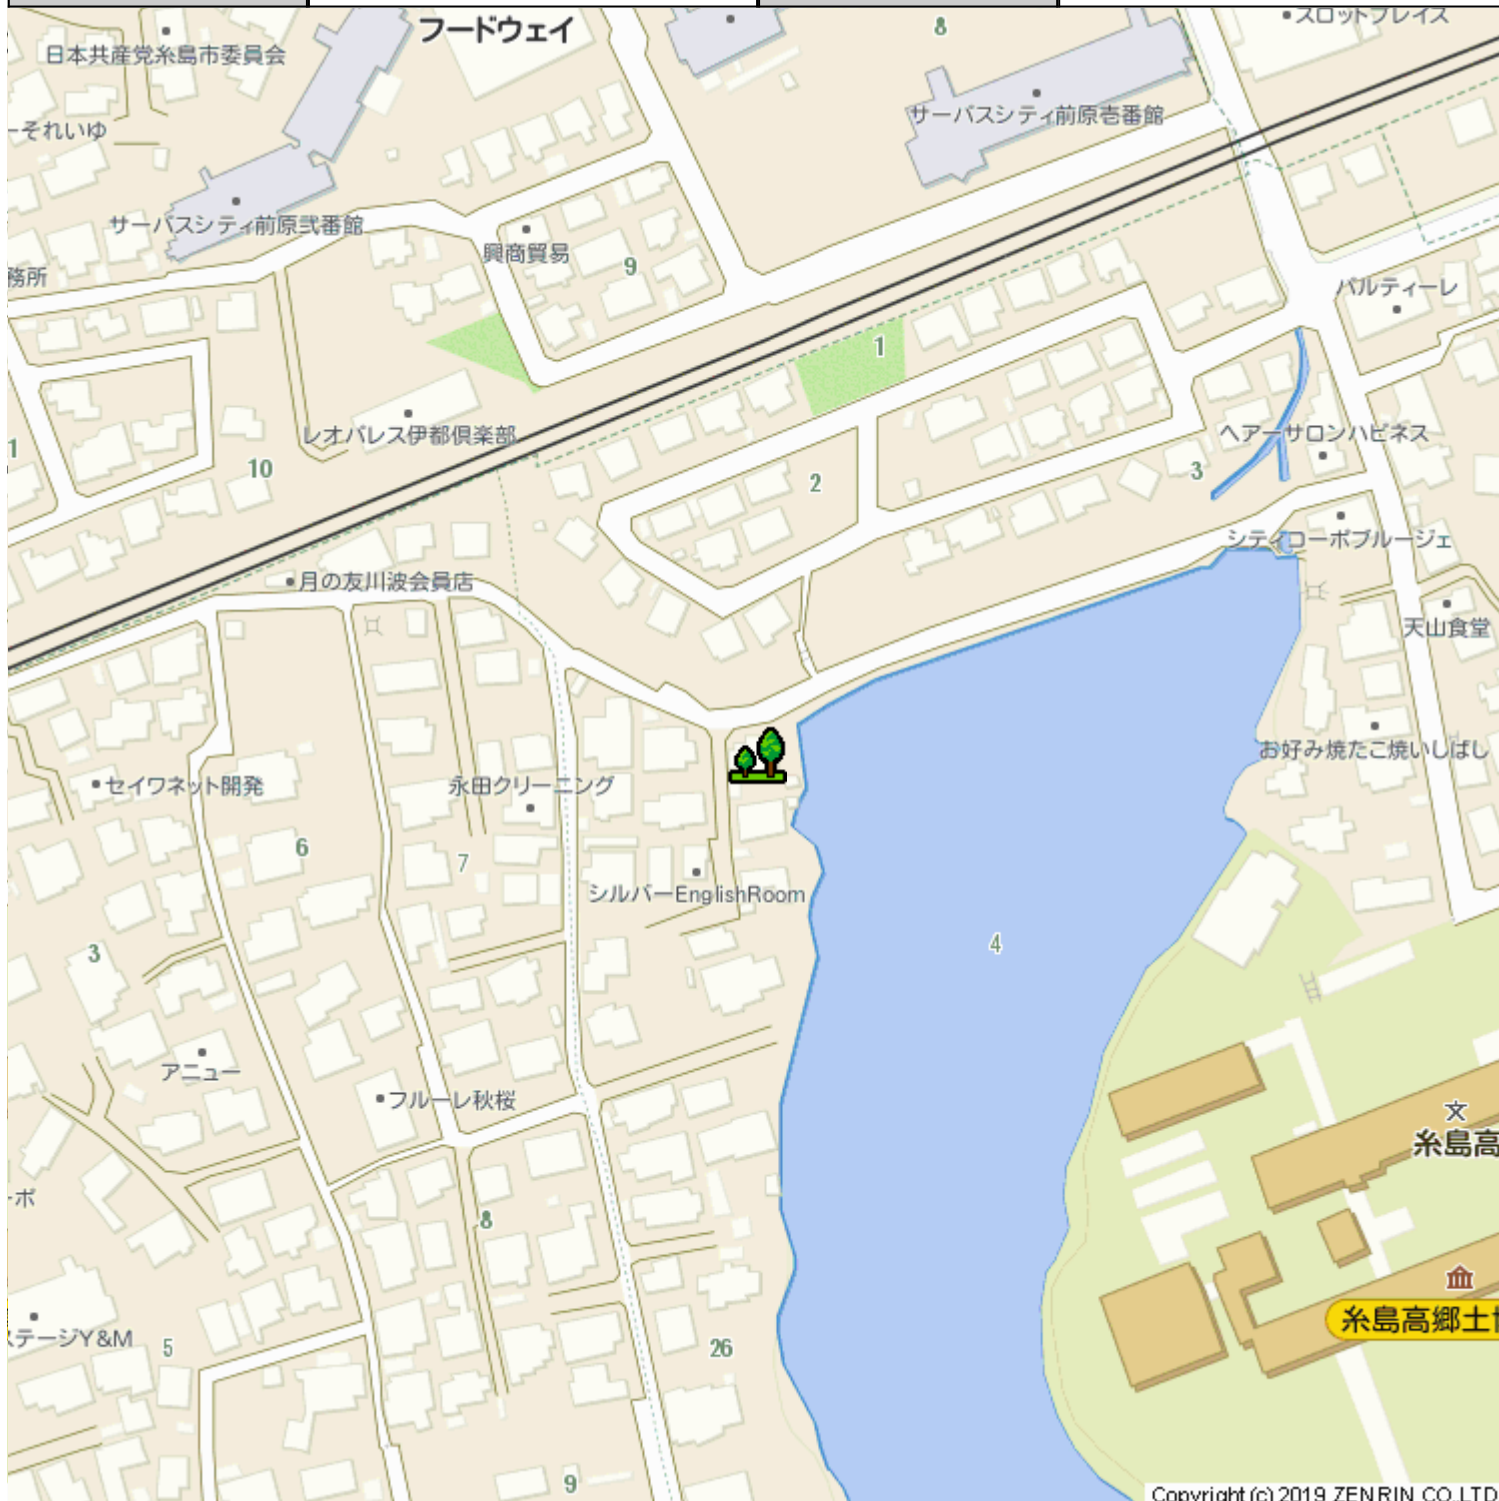 スロットプレイス
フードウェイ
8
日本共産党糸島市委員会
サーパスシティ前原壱番館
ーそれいゆ
サーパスシティ前原弐番館
興商貿易
9
務所
パルティーレ
1
レオパレス伊都倶楽部
ヘアーサロンハピネス
1
10
2
3
シティコーポブルージェ
月の友川波会員店
天山食堂
お好み焼たこ焼いしばし
セイワネット開発
永田クリーニング
6
7
シルバーEnglishRoom
3
4
アニュー
フルーレ秋桜
文
糸島高
ーポ
8
糸島高郷土
ステージY&M
5
26
9
Copyright (c) 2019 ZENRIN CO.,LTD